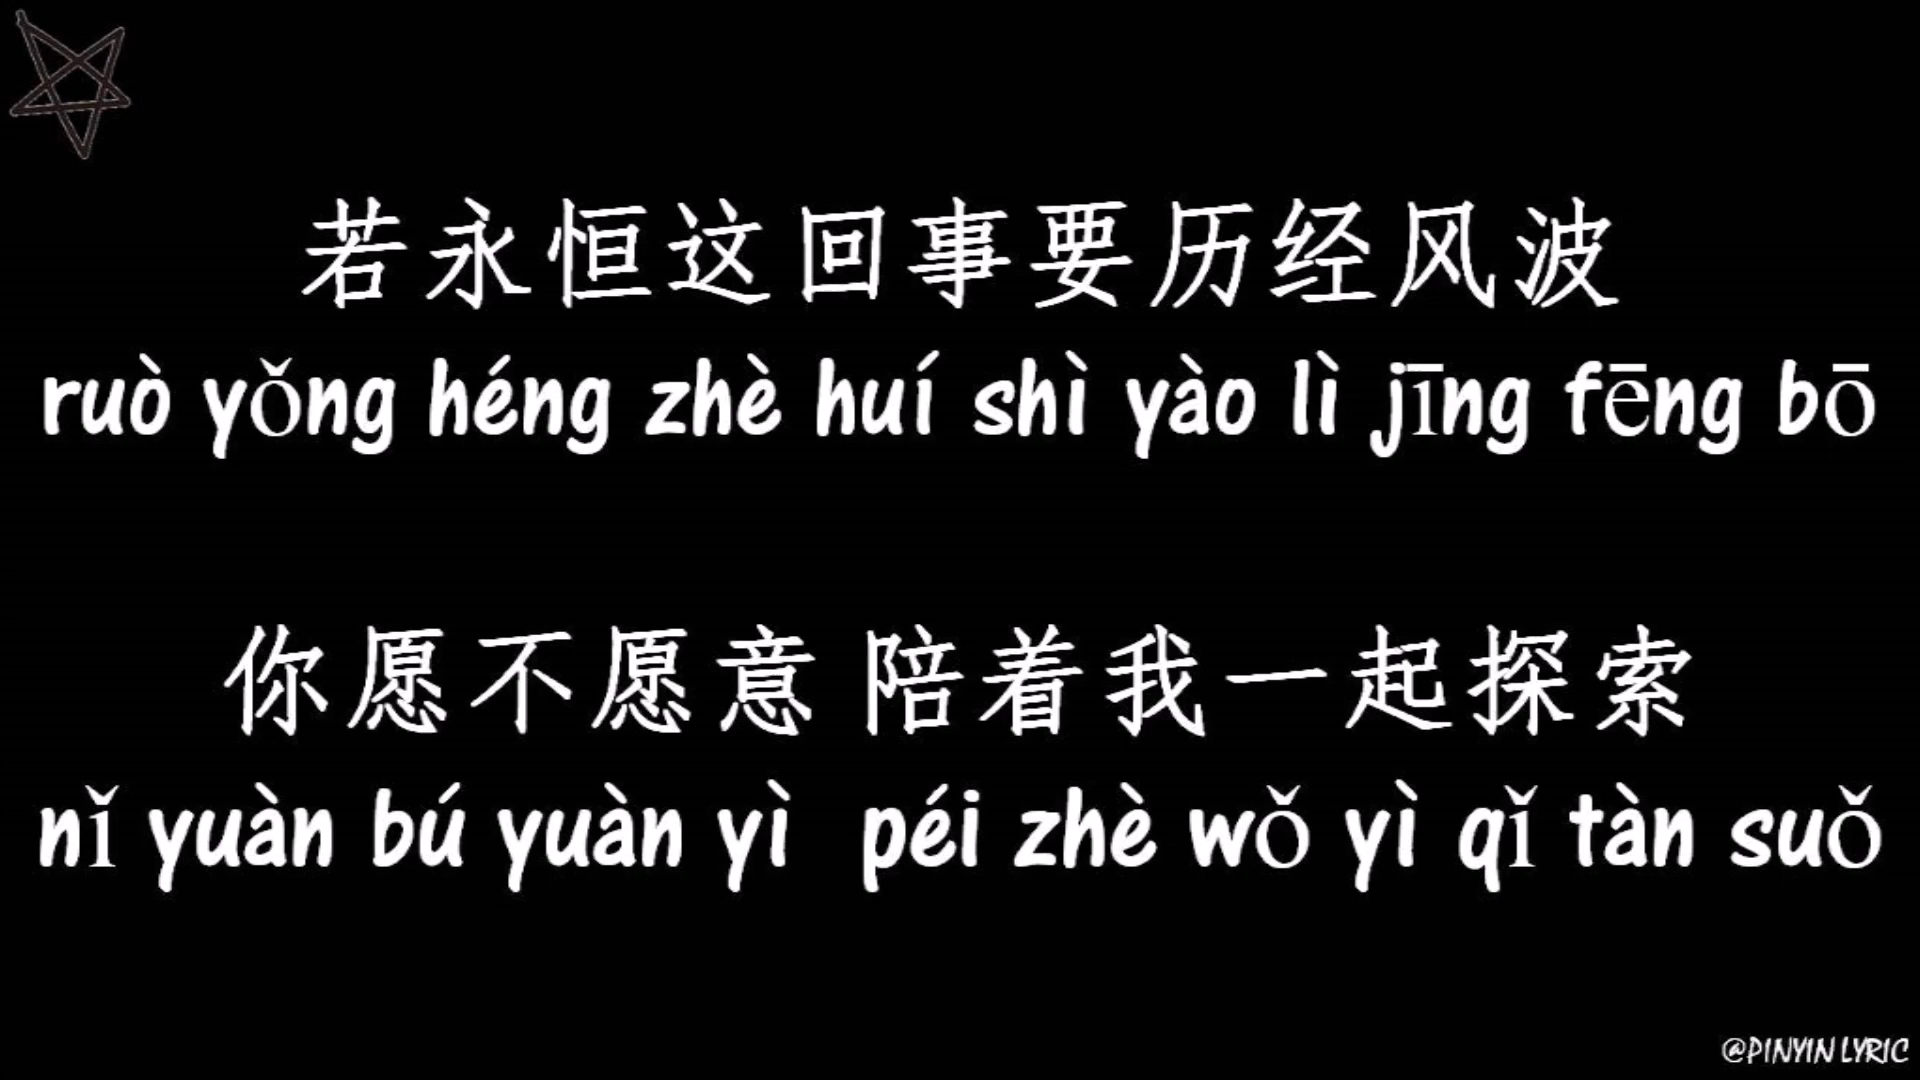 若永恒这回事要历经风波
ruò yǒng héng zhè huí shì yào lì jīng fēng bō
你愿不愿意 陪着我一起探索
nǐ yuàn bú yuàn yì péi zhè wǒ yì qǐ tàn suǒ
@PINYIN LYRIC